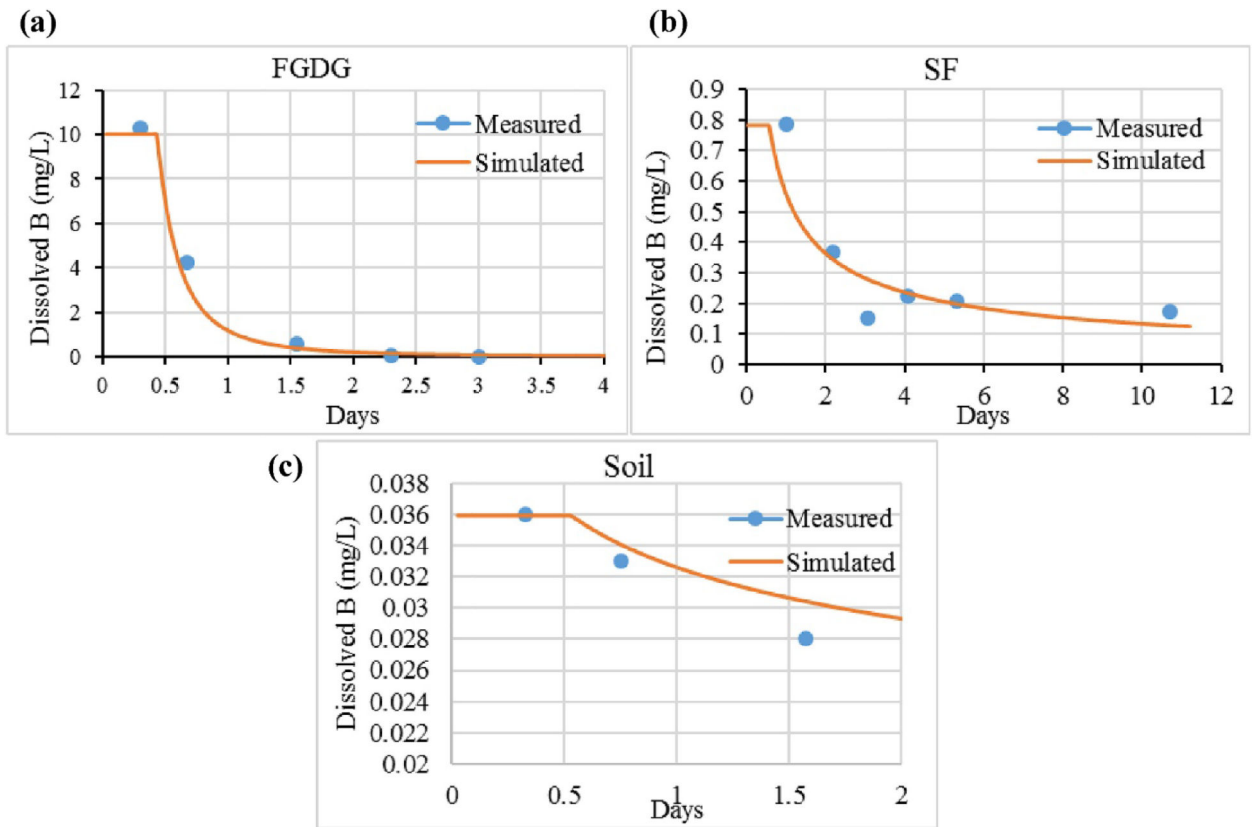 (a)
FGDG
12
10
8
6
4
2
0
Dissolved B (mg/L)
Measured
Simulated
0 0.5 1 1.5 2 2.5 3 3.5 4
Days
(b)
SF
0.9
0.8
0.7
0.6
0.5
0.4
0.3
0.2
0.1
0
Dissolved B (mg/L)
Measured
Simulated
0 2 4 6 8 10 12
Days
(c)
Soil
0.038
0.036
0.034
0.032
0.03
0.028
0.026
0.024
0.022
0.02
Dissolved B (mg/L)
Measured
Simulated
0 0.5 1 1.5 2
Days